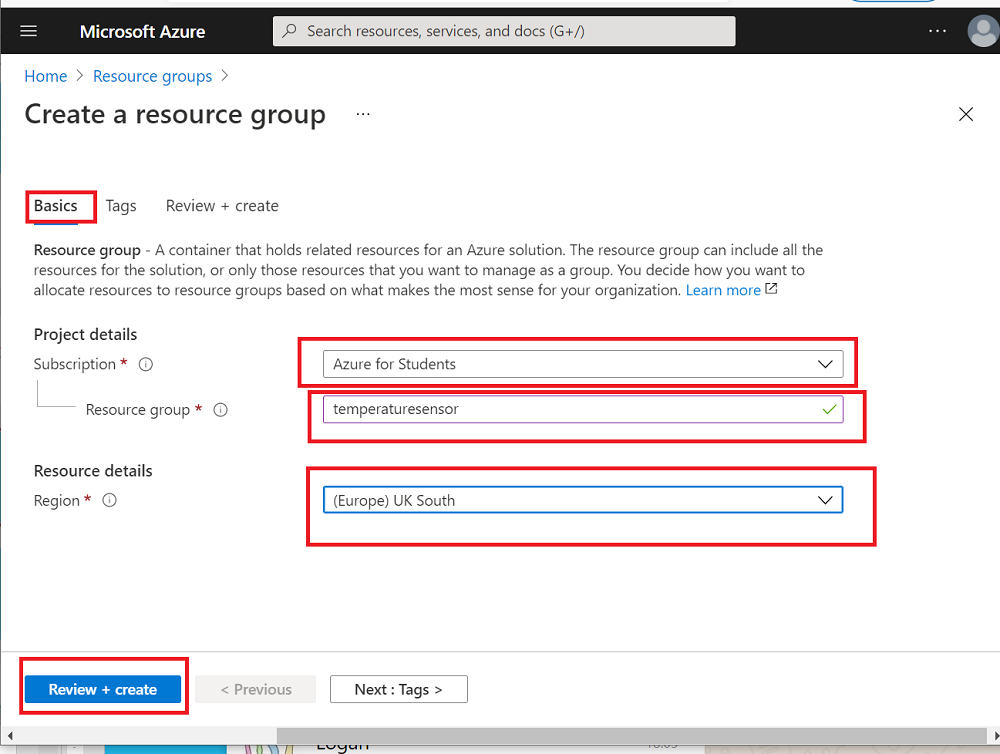 Microsoft Azure
Search resources, services, and docs (G+/)
Home > Resource groups >
Create a resource group ...
Basics Tags Review + create
Resource group - A container that holds related resources for an Azure solution. The resource group can include all the
resources for the solution, or only those resources that you want to manage as a group. You decide how you want to
allocate resources to resource groups based on what makes the most sense for your organization. Learn more
Project details
Subscription * Azure for Students
Resource group * temperaturesensor
Resource details
Region * (Europe) UK South
Review + create < Previous Next : Tags >